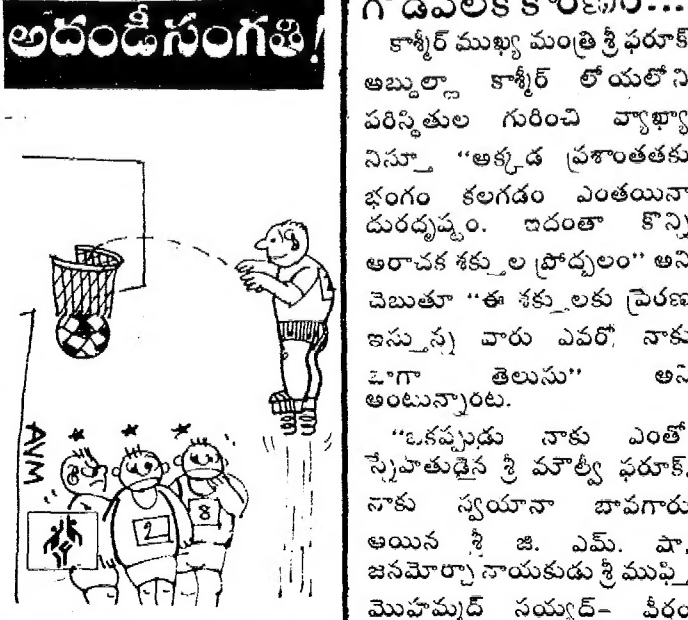 అదండీ సంగతి!
AVM
2
8
కాశ్మీర్ ముఖ్య మంత్రి శ్రీ ఫరూక్
అబ్దుల్లా కాశ్మీర్ లోయలోని
పరిస్థితుల గురించి వ్యాఖ్యా
నిస్తూ “అక్కడ ప్రశాంతతకు
భంగం కలగడం ఎంతయినా
దురదృష్టం. ఇదంతా కొన్ని
అరాచక శక్తుల ప్రోద్బలం” అని
చెబుతూ “ఈ శక్తులకు ప్రేరణ
ఇస్తున్న వారు ఎవరో నాకు
బాగా తెలుసు” అని
అంటున్నారట.
“ఒకప్పుడు నాకు ఎంతో
స్నేహితుడైన శ్రీ మౌల్వీ ఫరూక్,
నాకు స్వయానా బావగారు
అయిన శ్రీ జి. ఎమ్. షా,
జనమోర్చా నాయకుడు శ్రీ ముఫ్తి
మొహమ్మద్ సయ్యద్– వీరం